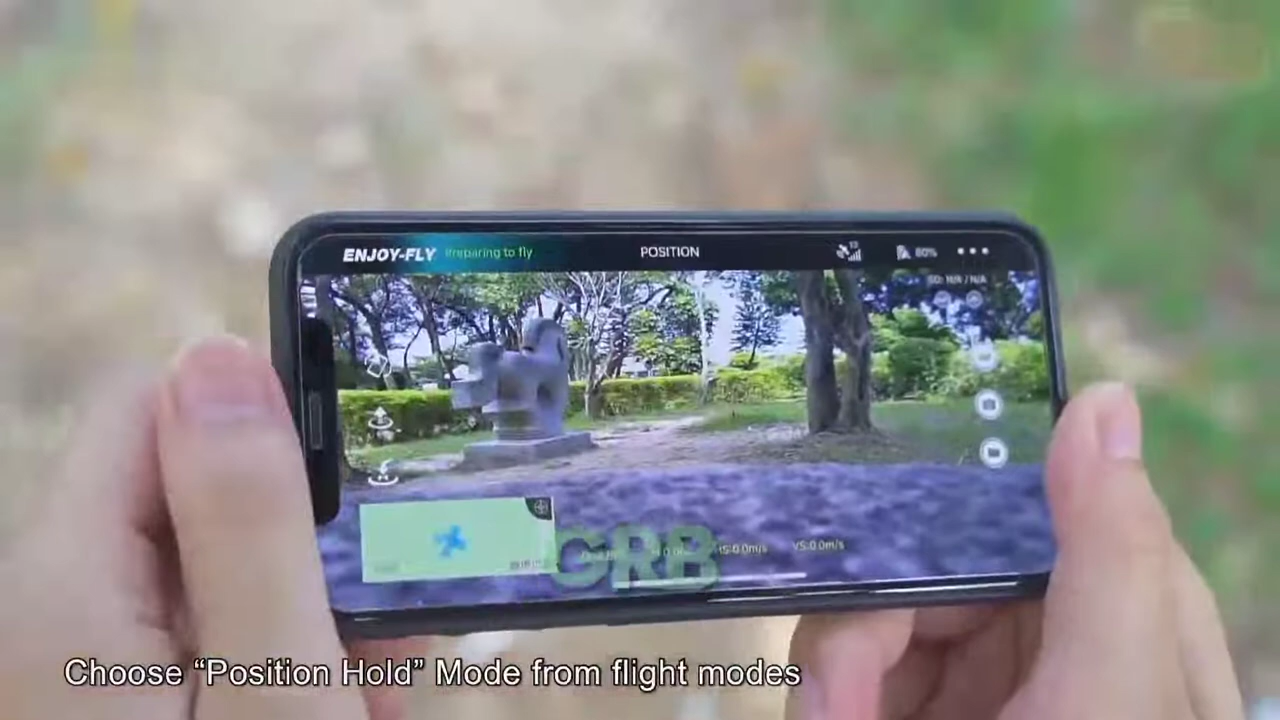 ENJOY-FLY Preparing to fly POSITION 60%
GRB
VS:0.0m/s
Choose “Position Hold” Mode from flight modes